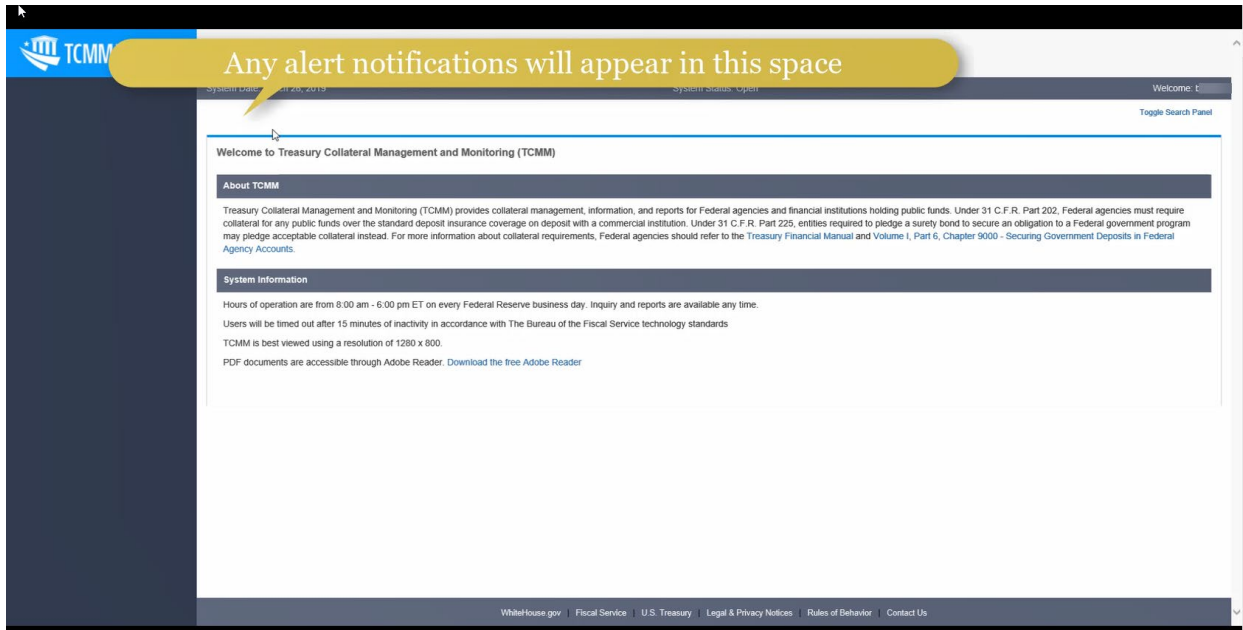 TCMM
Any alert notifications will appear in this space
System Date: 26, 2019
System Status: Open
Welcome:
Toggle Search Panel
Welcome to Treasury Collateral Management and Monitoring (TCMM)
About TCMM
Treasury Collateral Management and Monitoring (TCMM) provides collateral management, information, and reports for Federal agencies and financial institutions holding public funds. Under 31 C.F.R. Part 202, Federal agencies must require
collateral for any public funds over the standard deposit insurance coverage on deposit with a commercial institution. Under 31 C.F.R. Part 225, entities required to pledge a surety bond to secure an obligation to a Federal government program
may pledge acceptable collateral instead. For more information about collateral requirements, Federal agencies should refer to the Treasury Financial Manual and Volume I, Part 6, Chapter 9000 - Securing Government Deposits in Federal
Agency Accounts.
System Information
Hours of operation are from 8:00 am - 6:00 pm ET on every Federal Reserve business day. Inquiry and reports are available any time.
Users will be timed out after 15 minutes of inactivity in accordance with The Bureau of the Fiscal Service technology standards
TCMM is best viewed using a resolution of 1280 x 800.
PDF documents are accessible through Adobe Reader. Download the free Adobe Reader
WhiteHouse.gov | Fiscal Service | U.S. Treasury | Legal & Privacy Notices | Rules of Behavior | Contact Us